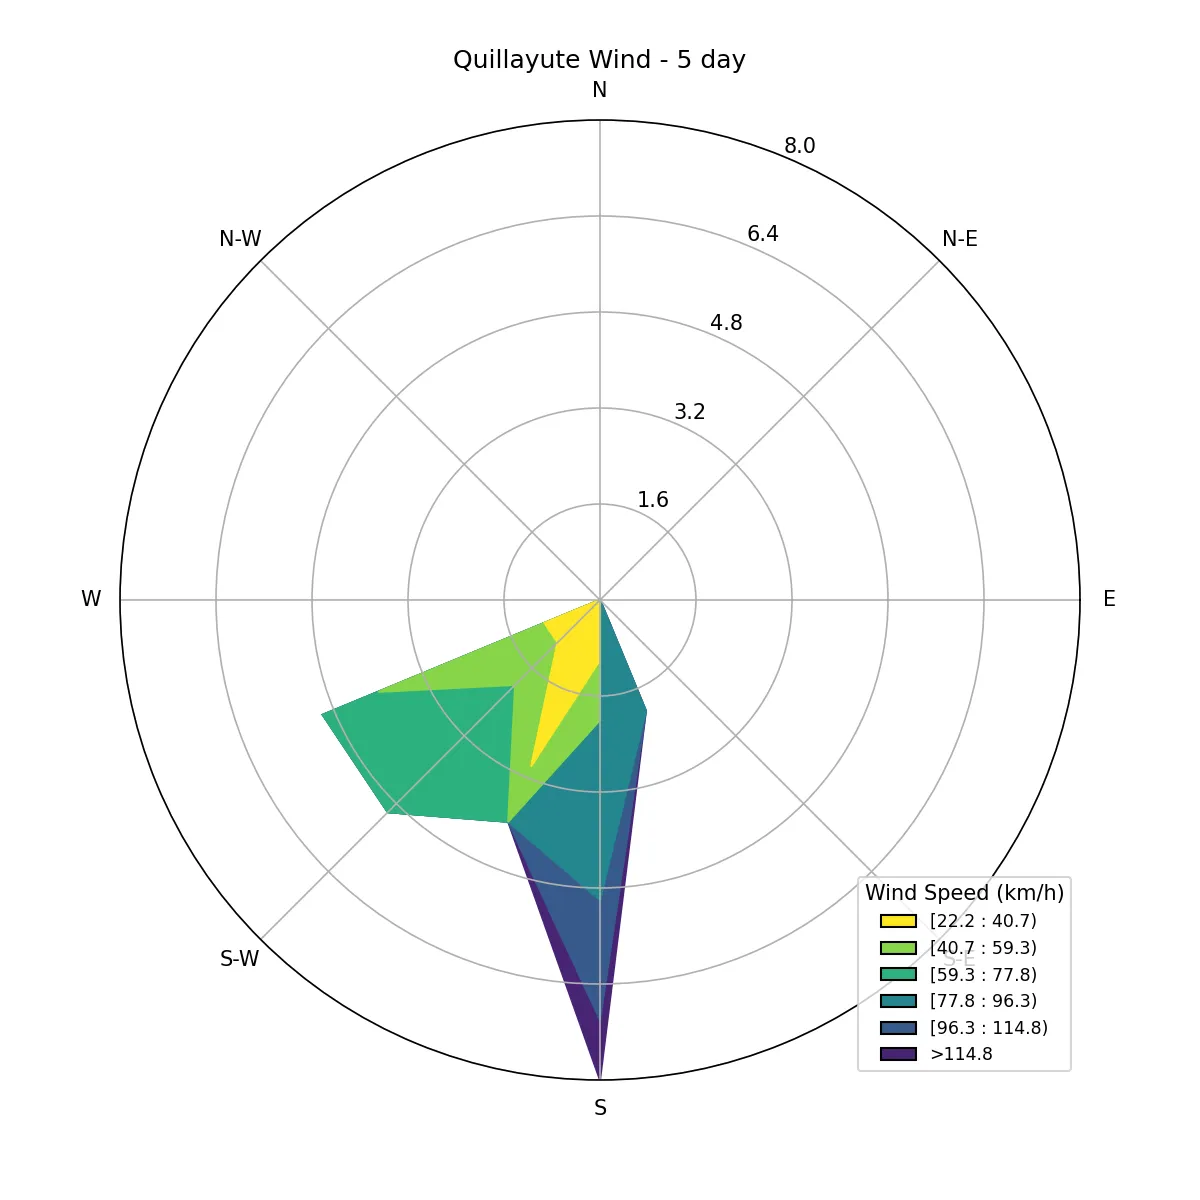 Quillayute Wind - 5 day
N
8.0
N-W
N-E
6.4
4.8
3.2
1.6
W
E
Wind Speed (km/h)
[22.2 : 40.7)
[40.7 : 59.3)
S-W
S-E
[59.3 : 77.8)
[77.8 : 96.3)
[96.3 : 114.8)
>114.8
S